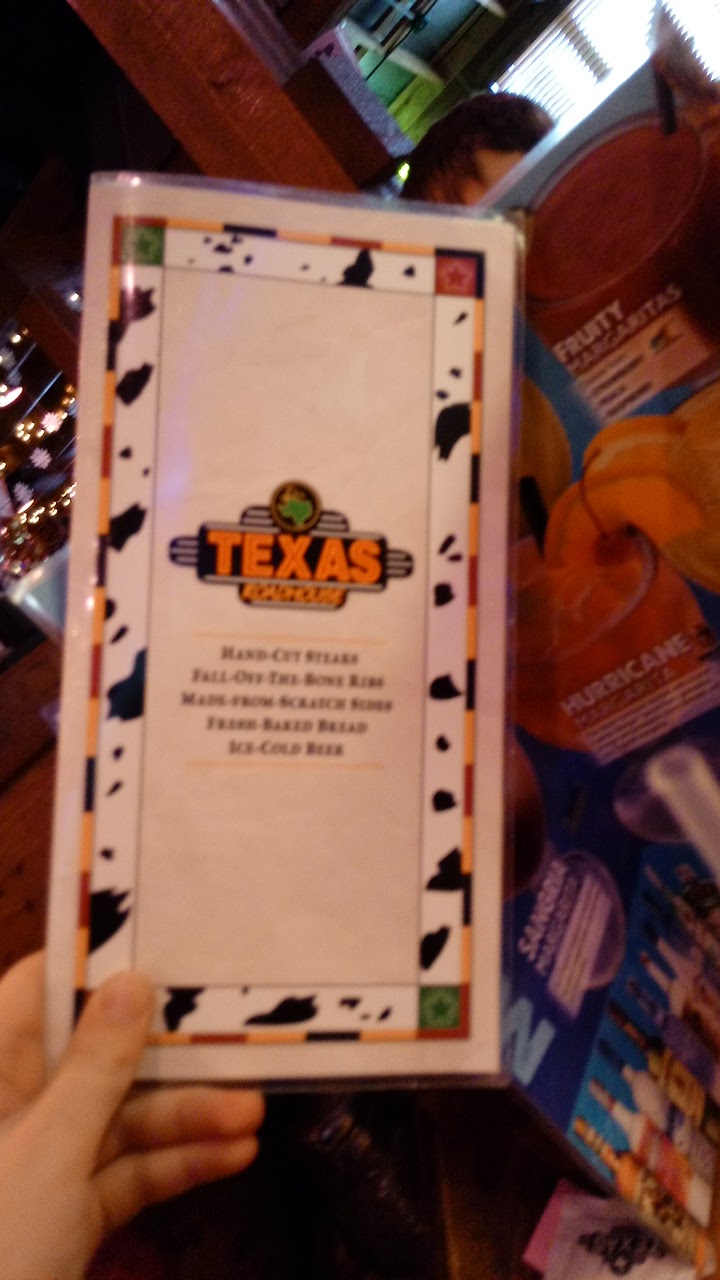 TEXAS
ROADHOUSE
HAND-CUT STEAKS
FALL-OFF-THE-BONE RIBS
MADE-FROM-SCRATCH SIDES
FRESH-BAKED BREAD
ICE-COLD BEER
FRUITY
MARGARITAS
HURRICANE
MARGARITA
SANGRIA
MARGARITA